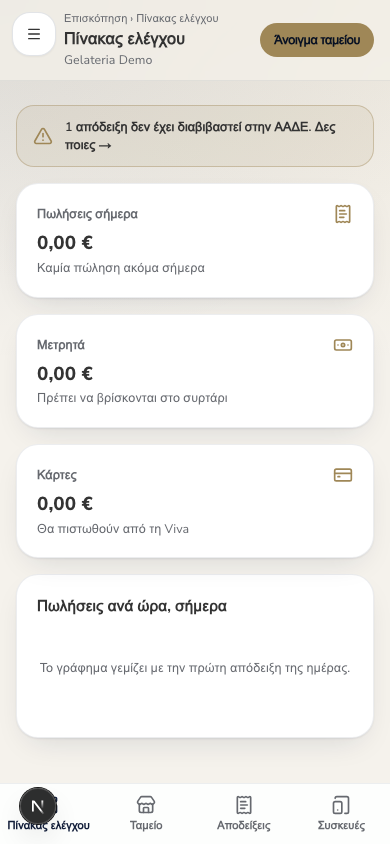 Επισκόπηση › Πίνακας ελέγχου
Πίνακας ελέγχου
Gelateria Demo
Άνοιγμα ταμείου
1 απόδειξη δεν έχει διαβιβαστεί στην ΑΑΔΕ. Δες
ποιες →
Πωλήσεις σήμερα
0,00 €
Καμία πώληση ακόμα σήμερα
Μετρητά
0,00 €
Πρέπει να βρίσκονται στο συρτάρι
Κάρτες
0,00 €
Θα πιστωθούν από τη Viva
Πωλήσεις ανά ώρα, σήμερα
Το γράφημα γεμίζει με την πρώτη απόδειξη της ημέρας.
N
Πίνακας ελέγχου
Ταμείο
Αποδείξεις
Συσκευές